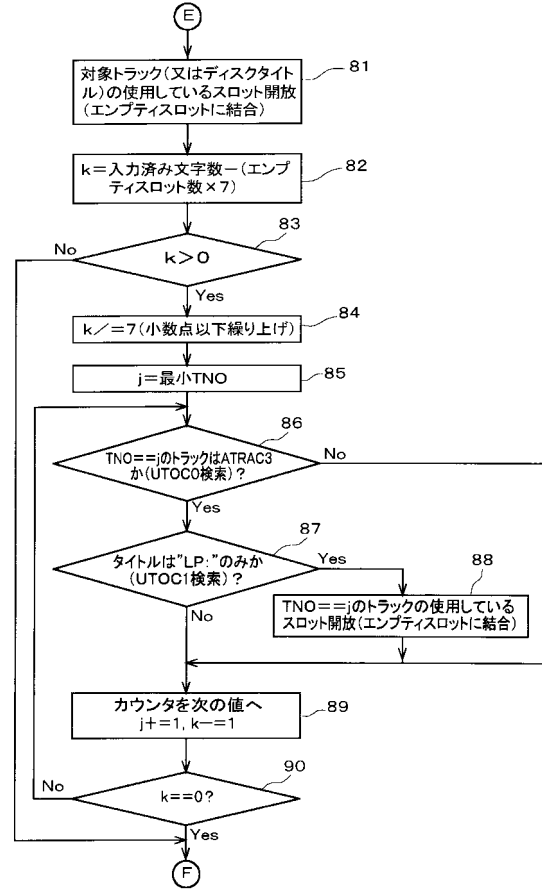 E
対象トラック(又はディスクタイト
ル)の使用しているスロット開放
(エンプティスロットに結合)
81
k=入力済み文字数-(エンプ
ティスロット数×7)
82
83
No
k>0
Yes
k/=7(小数点以下繰り上げ)
84
j=最小TNO
85
86
TNO==jのトラックはATRAC3
か(UTOC0検索)?
No
Yes
87
タイトルは"LP:"のみか
(UTOC1検索)?
Yes
88
No
TNO==jのトラックの使用している
スロット開放(エンプティスロットに結合)
カウンタを次の値へ
j+=1, k-=1
89
90
No
k==0?
Yes
F